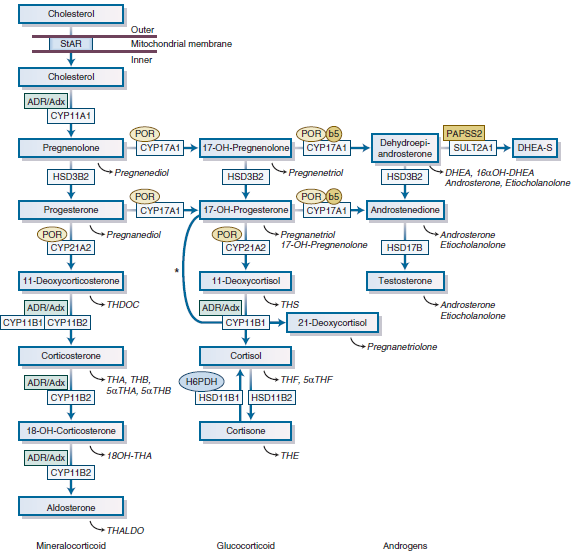 Cholesterol
Outer
StAR
Mitochondrial membrane
Inner
Cholesterol
ADR/Adx
CYP11A1
POR
POR b5
PAPSS2
Pregnenolone
CYP17A1
17-OH-Pregnenolone
CYP17A1
Dehydroepi-
androsterone
SULT2A1
DHEA-S
HSD3B2
Pregnenediol
HSD3B2
Pregnenetriol
HSD3B2
DHEA, 16αOH-DHEA
Androsterone, Etiocholanolone
POR
POR b5
Progesterone
CYP17A1
17-OH-Progesterone
CYP17A1
Androstenedione
POR
CYP21A2
Pregnanediol
POR
CYP21A2
Pregnanetriol
17-OH-Pregnenolone
HSD17B
Androsterone
Etiocholanolone
*
11-Deoxycorticosterone
11-Deoxycortisol
Testosterone
ADR/Adx
CYP11B1 CYP11B2
THDOC
ADR/Adx
CYP11B1
THS
Androsterone
Etiocholanolone
21-Deoxycortisol
Pregnanetriolone
Corticosterone
Cortisol
ADR/Adx
CYP11B2
THA, THB,
5αTHA, 5αTHB
H6PDH
HSD11B1
HSD11B2
THF, 5αTHF
18-OH-Corticosterone
Cortisone
ADR/Adx
CYP11B2
18OH-THA
THE
Aldosterone
THALDO
Mineralocorticoid
Glucocorticoid
Androgens